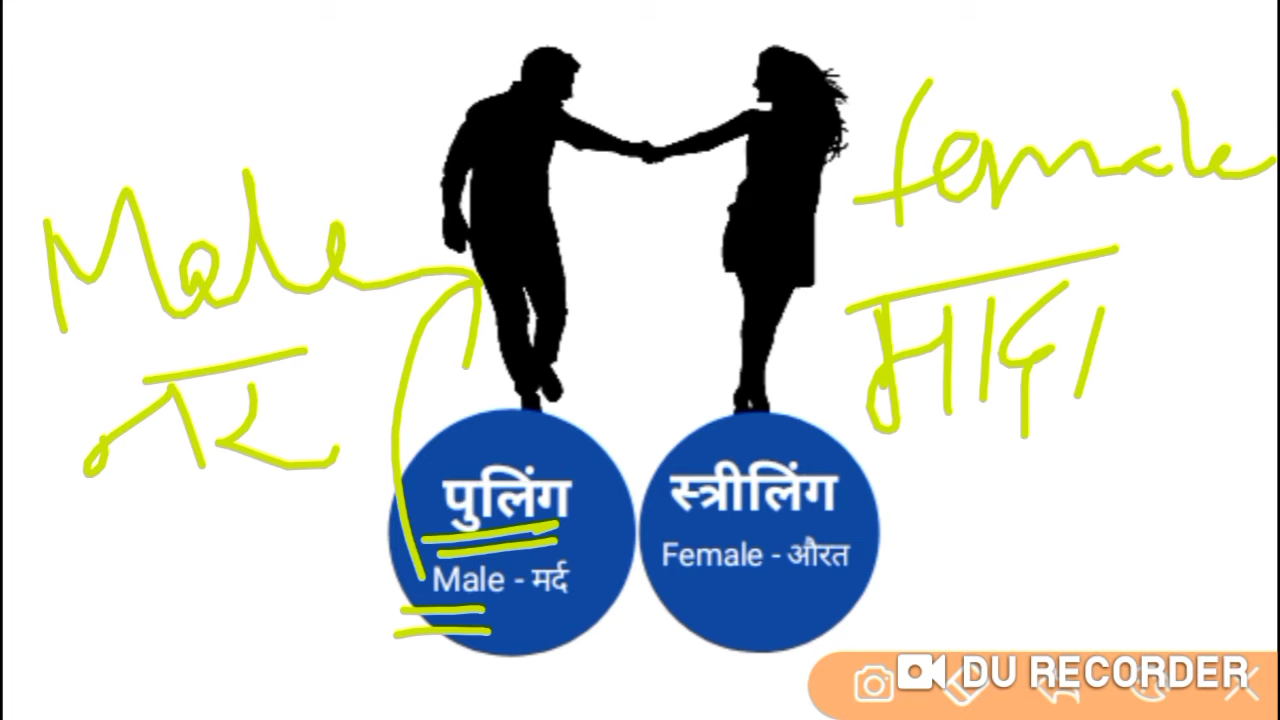 female
Male
मादा
नर
पुलिंग
Male - मर्द
स्त्रीलिंग
Female - औरत
DU RECORDER